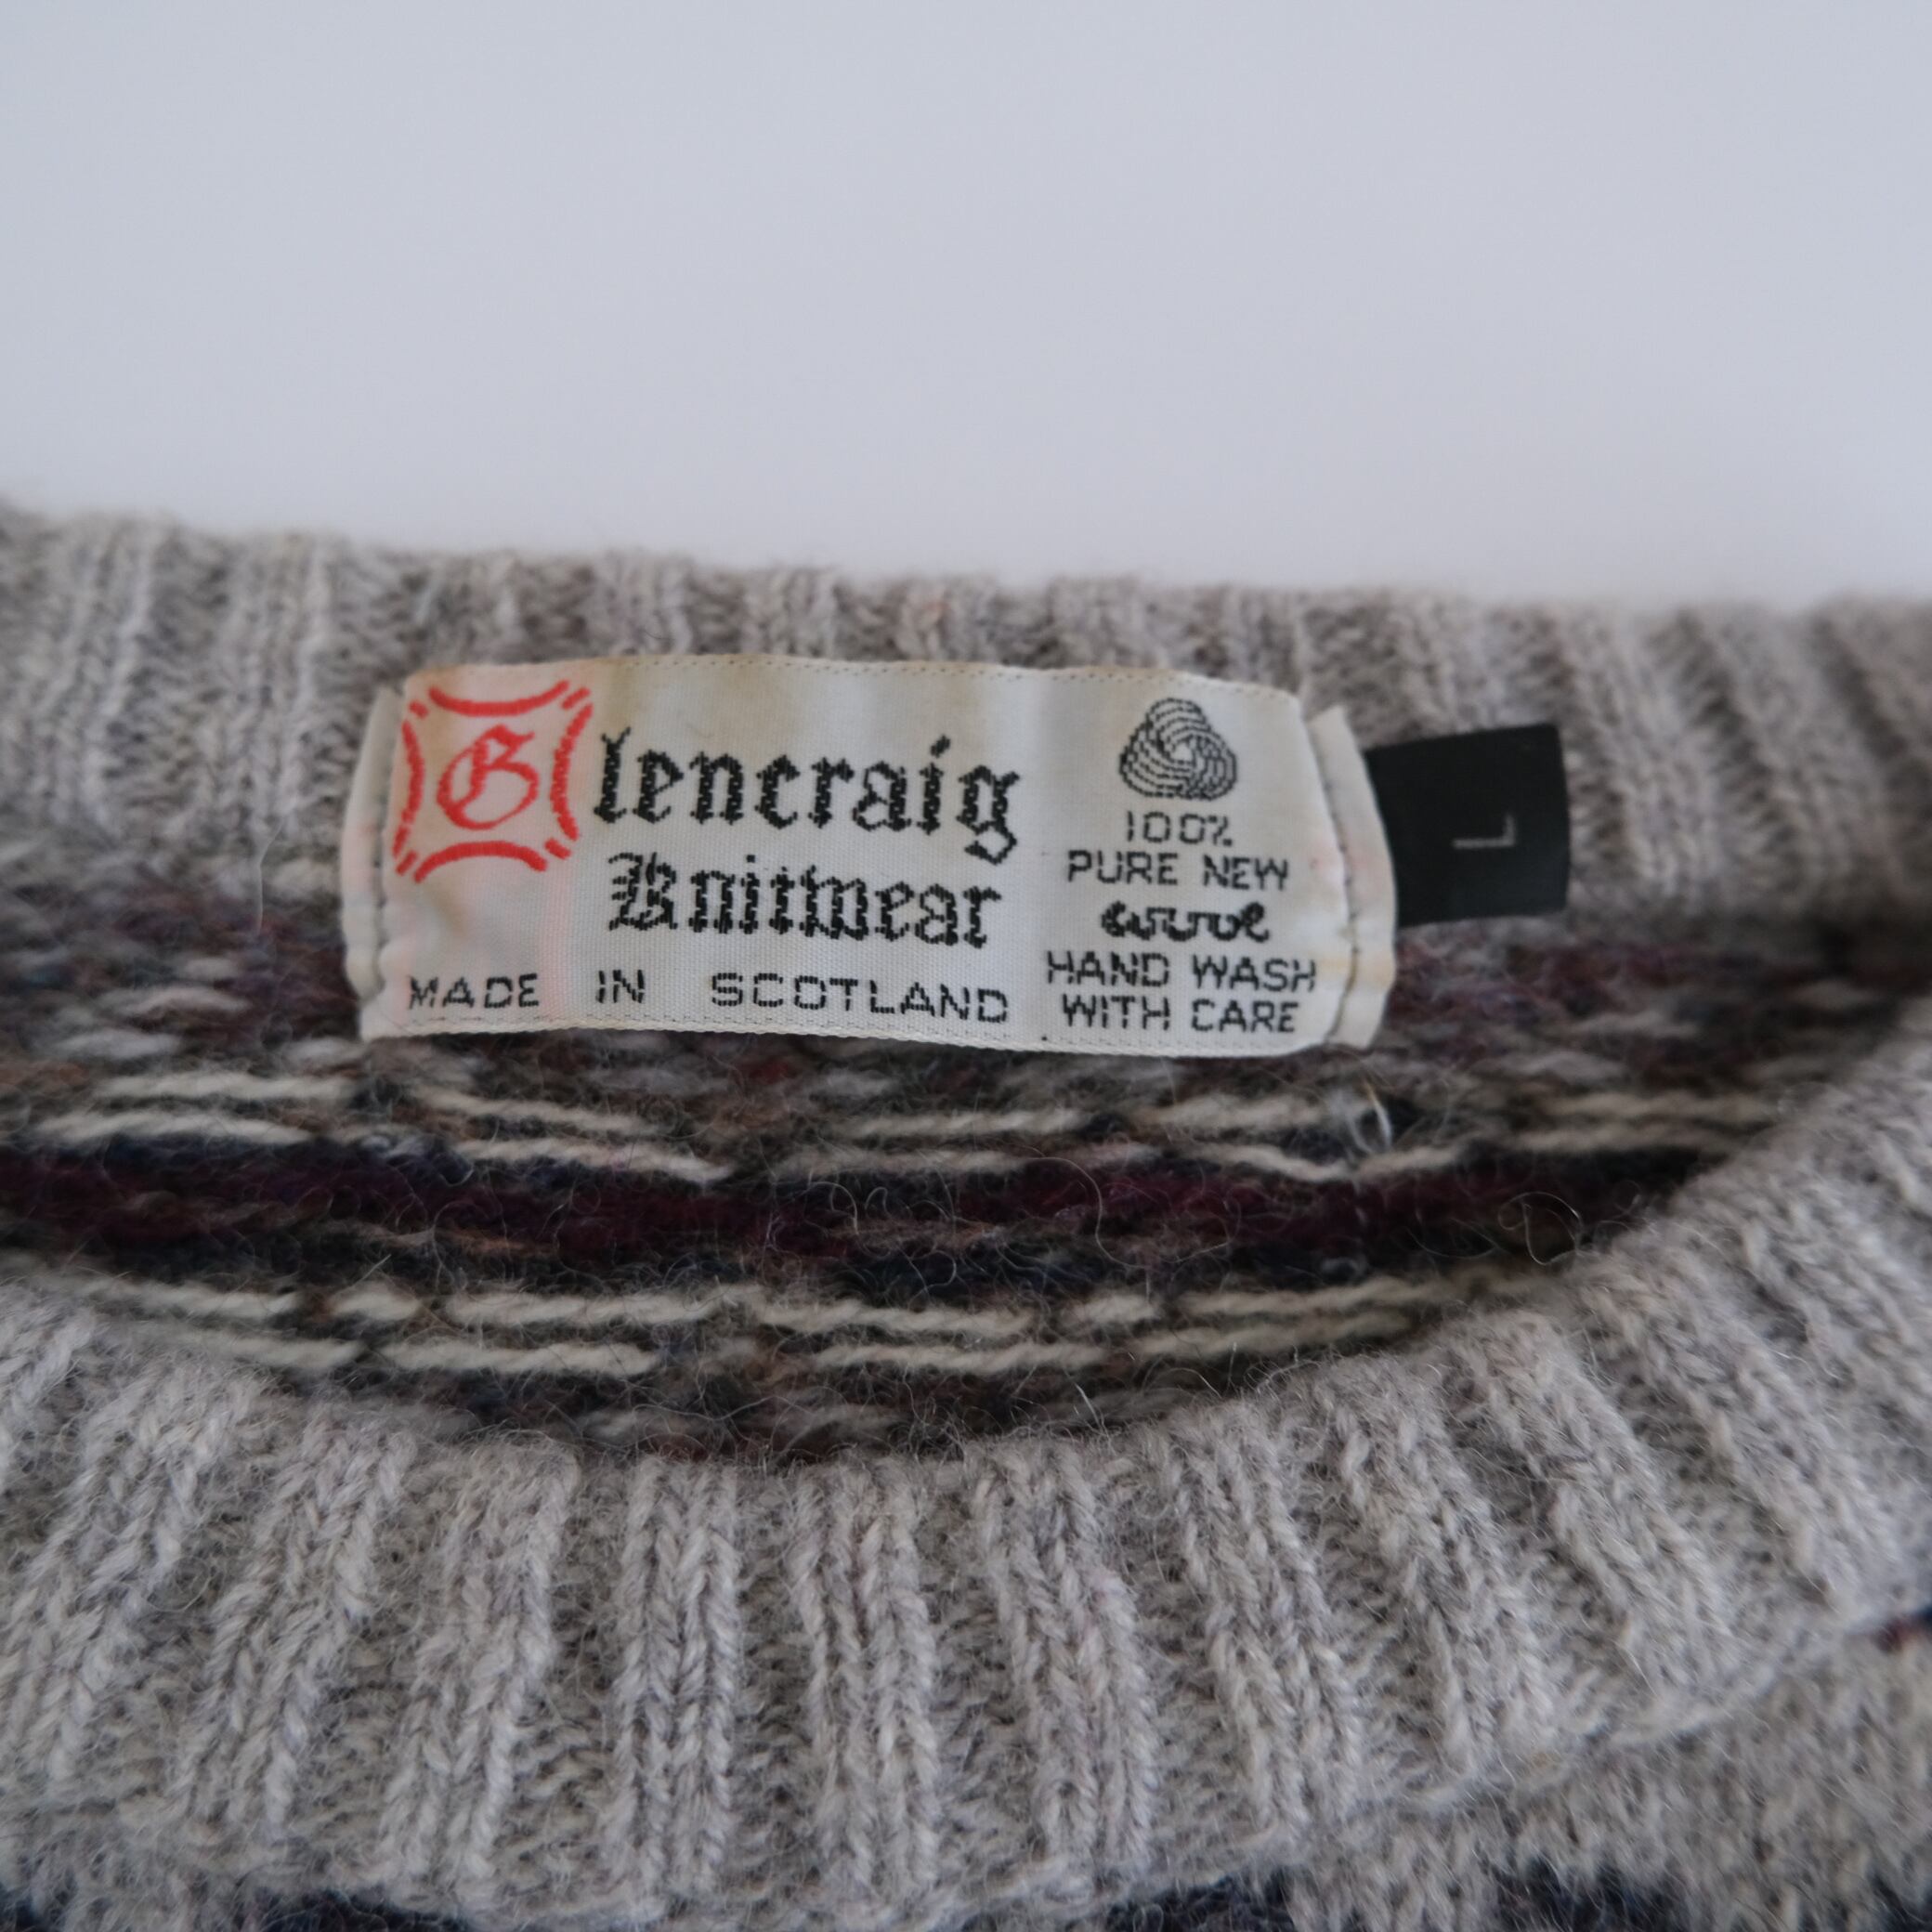 Glencraig
Knitwear
MADE IN SCOTLAND
100%
PURE NEW
wool
HAND WASH
WITH CARE
L